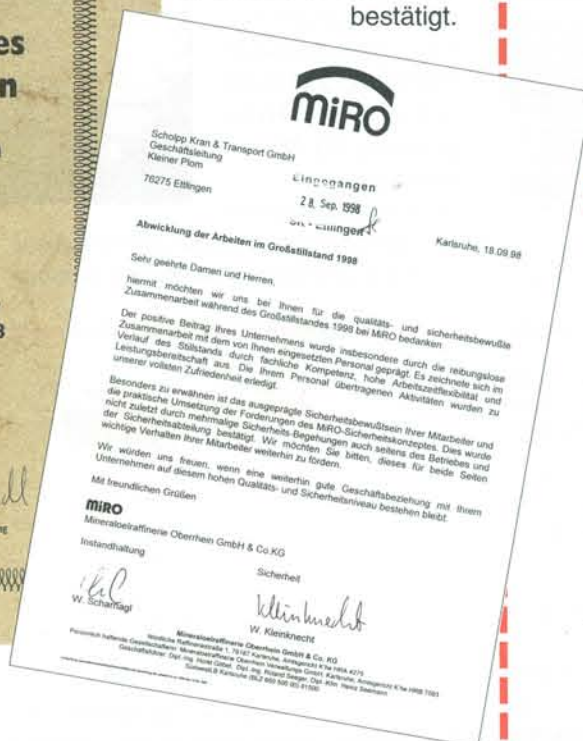 bestätigt.
es
n
MiRO
Scholpp Kran & Transport GmbH
Geschäftsleitung
Kleiner Plom
76275 Ettlingen
Eingegangen
28. Sep. 1998
Karlsruhe, 18.09.98
Abwicklung der Arbeiten im Großstillstand 1998
Sehr geehrte Damen und Herren,
hiermit möchten wir uns bei Ihnen für die qualitäts- und sicherheitsbewußte
Zusammenarbeit während des Großstillstandes 1998 bei MiRO bedanken
Der positive Beitrag Ihres Unternehmens wurde insbesondere durch die reibungslose
Zusammenarbeit mit dem von Ihnen eingesetzten Personal geprägt. Es zeichnete sich im
Verlauf des Stillstands durch fachliche Kompetenz, hohe Arbeitszeitflexibilität und
Leistungsbereitschaft aus. Die Ihrem Personal übertragenen Aktivitäten wurden zu
unserer vollsten Zufriedenheit erledigt.
Besonders zu erwähnen ist das ausgeprägte Sicherheitsbewußtsein Ihrer Mitarbeiter und
die praktische Umsetzung der Forderungen des MiRO-Sicherheitskonzeptes. Dies wurde
nicht zuletzt durch mehrmalige Sicherheits-Begehungen auch seitens des Betriebes und
der Sicherheitsabteilung bestätigt. Wir möchten Sie bitten, dieses für beide Seiten
wichtige Verhalten Ihrer Mitarbeiter weiterhin zu fördern.
Wir würden uns freuen, wenn eine weiterhin gute Geschäftsbeziehung mit Ihrem
Unternehmen auf diesem hohen Qualitäts- und Sicherheitsniveau bestehen bleibt.
Mit freundlichen Grüßen
MiRO
Mineraloelraffinerie Oberrhein GmbH & Co.KG
Instandhaltung
Sicherheit
Kleinknecht
W. Scharnagl
W. Kleinknecht
Mineraloelraffinerie Oberrhein GmbH & Co. KG